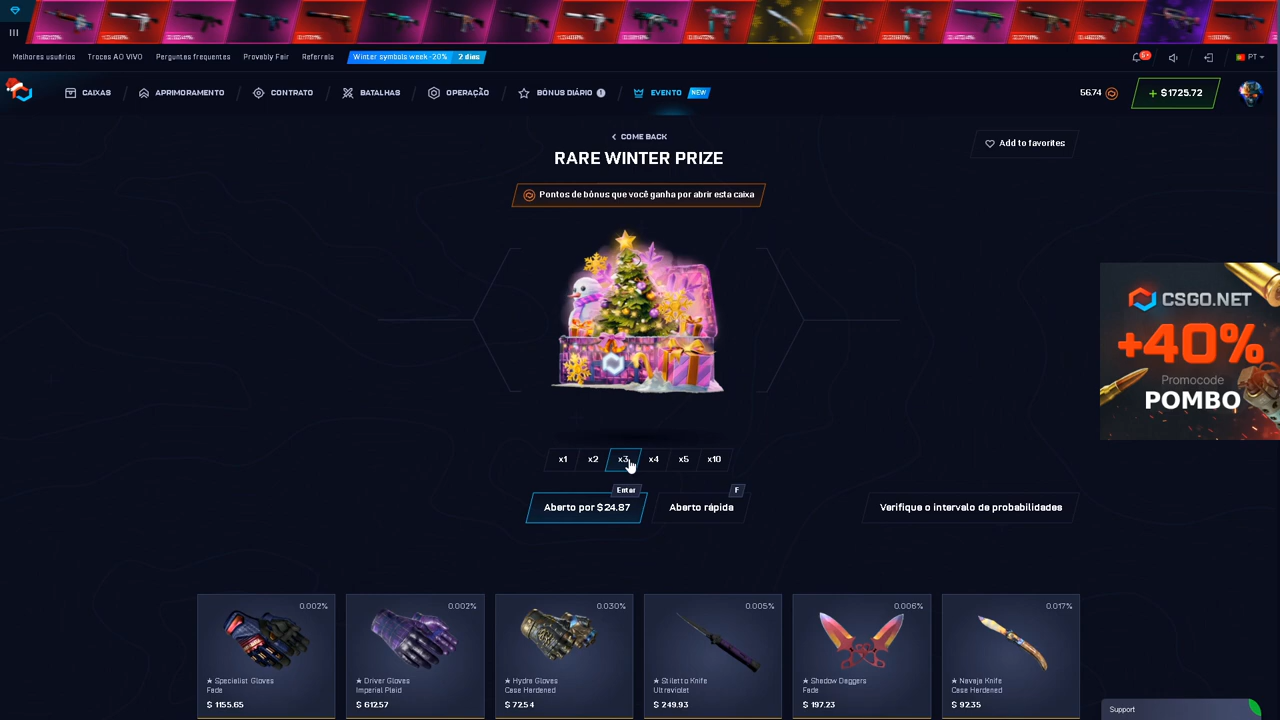 Melhores usuários
Trocas AO VIVO
Perguntas frequentes
Provably Fair
Referrals
Winter symbols week -20%
2 dias
PT
CAIXAS
APRIMORAMENTO
CONTRATO
BATALHAS
OPERAÇÃO
BÔNUS DIÁRIO
EVENTO
NEW
56.74
+ $ 1725.72
COME BACK
Add to favorites
RARE WINTER PRIZE
Pontos de bônus que você ganha por abrir esta caixa
CSGO.NET
+40%
Promocode
POMBO
x1
x2
x3
x4
x5
x10
Enter
F
Aberto por $ 24.87
Aberto rápida
Verifique o intervalo de probabilidades
0.002%
0.002%
0.030%
0.005%
0.006%
0.017%
★ Specialist Gloves
Fade
$ 1155.65
★ Driver Gloves
Imperial Plaid
$ 612.57
★ Hydra Gloves
Case Hardened
$ 72.54
★ Stiletto Knife
Ultraviolet
$ 249.93
★ Shadow Daggers
Fade
$ 197.23
★ Navaja Knife
Case Hardened
$ 92.35
Support